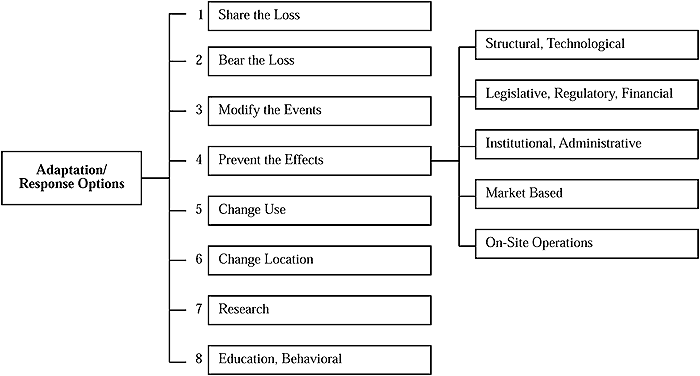 Adaptation/
Response Options
1 Share the Loss
2 Bear the Loss
3 Modify the Events
4 Prevent the Effects
5 Change Use
6 Change Location
7 Research
8 Education, Behavioral
Structural, Technological
Legislative, Regulatory, Financial
Institutional, Administrative
Market Based
On-Site Operations